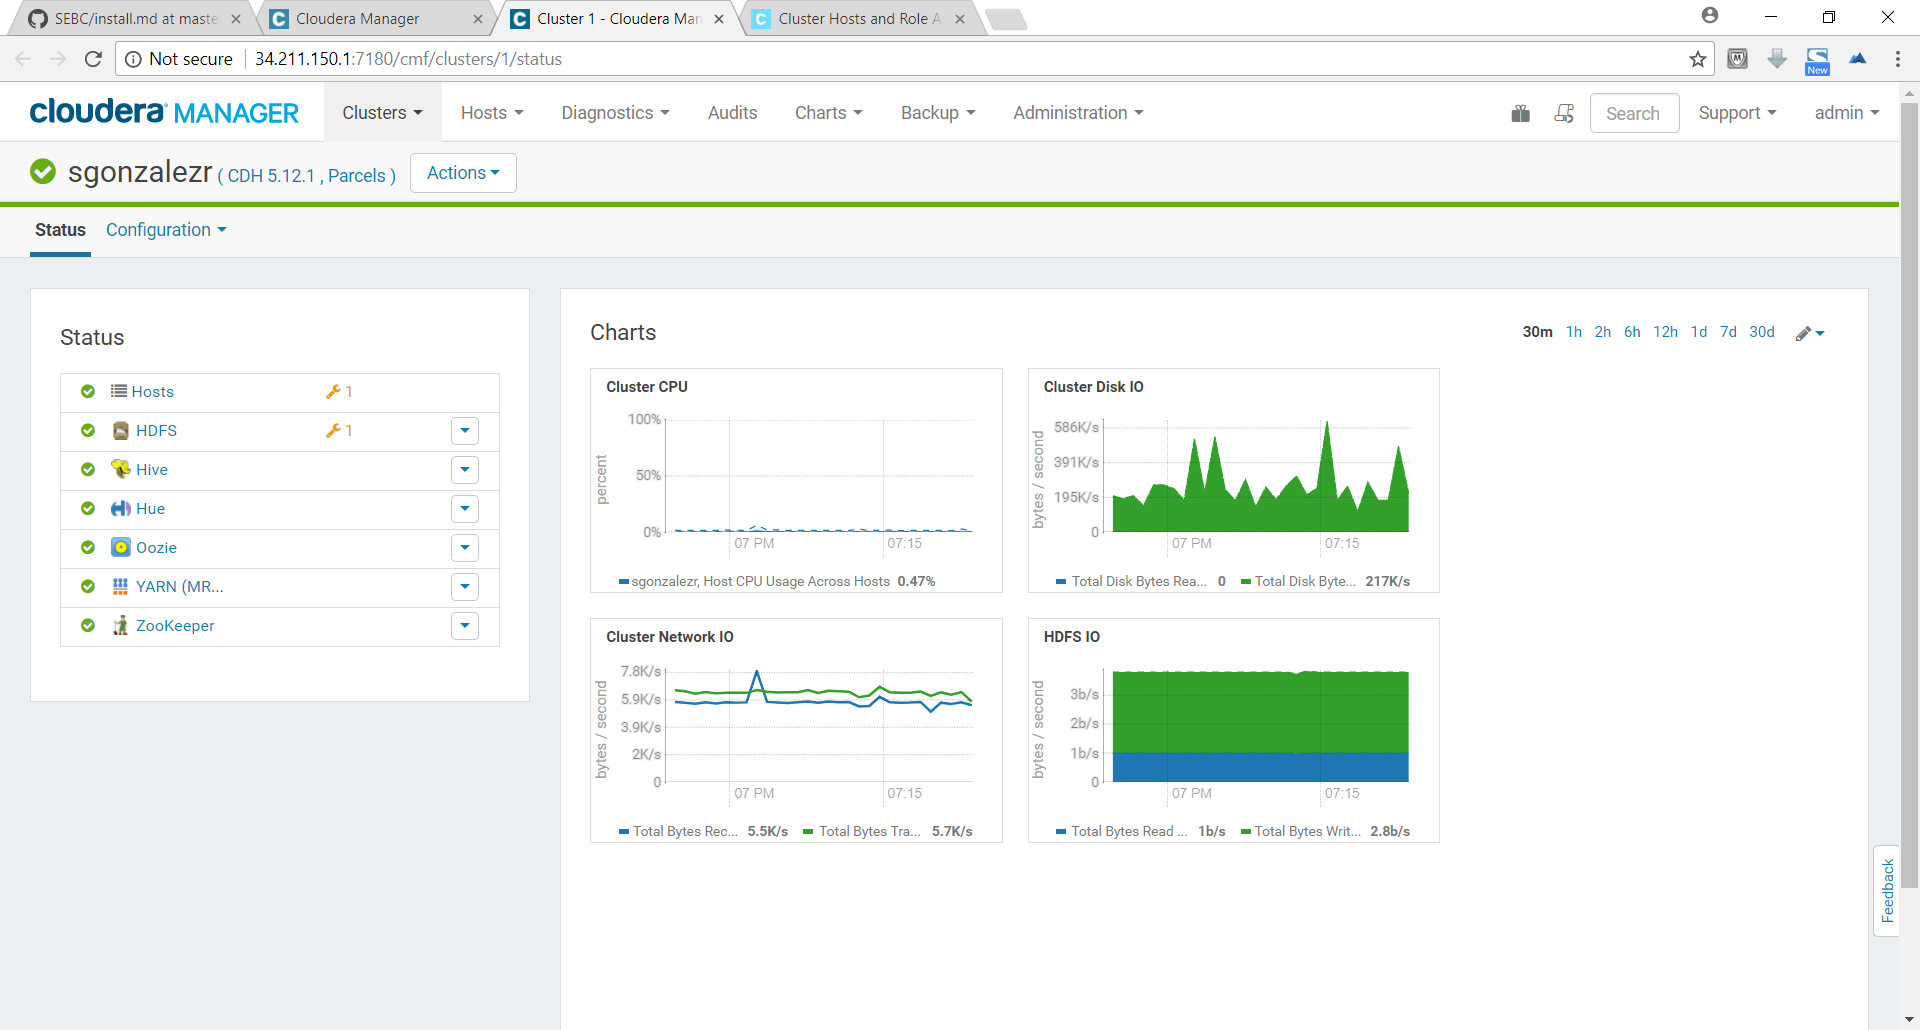 SEBC/install.md at maste
Cloudera Manager
Cluster 1 - Cloudera Man
Cluster Hosts and Role A
Not secure
34.211.150.1:7180/cmf/clusters/1/status
New
cloudera MANAGER
Clusters
Hosts
Diagnostics
Audits
Charts
Backup
Administration
Search
Support
admin
sgonzalezr ( CDH 5.12.1 , Parcels )
Actions
Status
Configuration
Status
Hosts
1
HDFS
1
Hive
Hue
Oozie
YARN (MR...
ZooKeeper
Charts
30m 1h 2h 6h 12h 1d 7d 30d
Cluster CPU
percent
100%
50%
0%
07 PM
07:15
sgonzalezr, Host CPU Usage Across Hosts 0.47%
Cluster Disk IO
bytes / second
586K/s
391K/s
195K/s
0
07 PM
07:15
Total Disk Bytes Rea... 0
Total Disk Byte... 217K/s
Cluster Network IO
bytes / second
7.8K/s
5.9K/s
3.9K/s
2K/s
0
07 PM
07:15
Total Bytes Rec... 5.5K/s
Total Bytes Tra... 5.7K/s
HDFS IO
bytes / second
3b/s
2b/s
1b/s
0
07 PM
07:15
Total Bytes Read ... 1b/s
Total Bytes Writ... 2.8b/s
Feedback